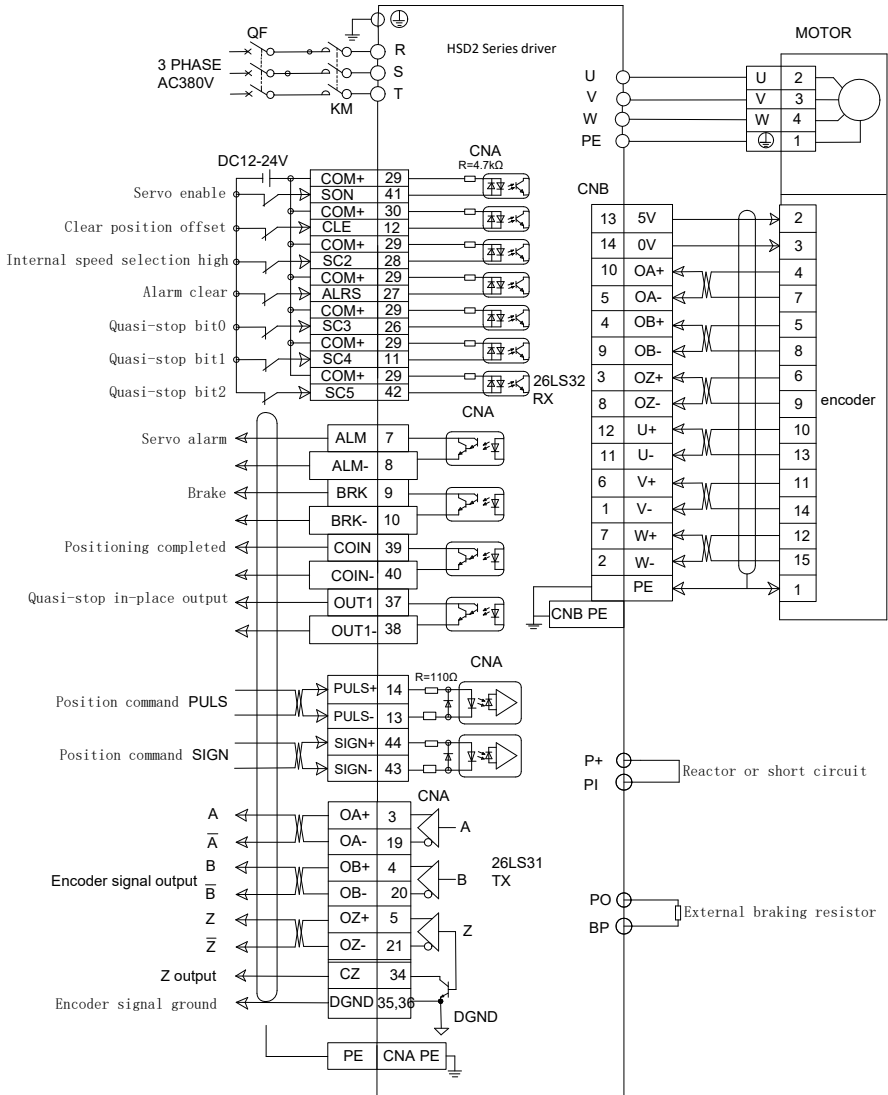 QF
3 PHASE
AC380V
KM
R
S
T
HSD2 Series driver
MOTOR
U
V
W
PE
U 2
V 3
W 4
1
DC12-24V
CNA
R=4.7kΩ
COM+ 29
Servo enable SON 41
COM+ 30
Clear position offset CLE 12
COM+ 29
Internal speed selection high SC2 28
COM+ 29
Alarm clear ALRS 27
COM+ 29
Quasi-stop bit0 SC3 26
COM+ 29
Quasi-stop bit1 SC4 11
COM+ 29
Quasi-stop bit2 SC5 42
26LS32
RX
CNA
Servo alarm ALM 7
ALM- 8
Brake BRK 9
BRK- 10
Positioning completed COIN 39
COIN- 40
Quasi-stop in-place output OUT1 37
OUT1- 38
CNA
R=110Ω
PULS+ 14
Position command PULS
PULS- 13
SIGN+ 44
Position command SIGN
SIGN- 43
CNA
A OA+ 3
A
A OA- 19
B OB+ 4
Encoder signal output
B
B OB- 20
26LS31
TX
Z OZ+ 5
Z
Z OZ- 21
Z output CZ 34
Encoder signal ground DGND 35,36
DGND
PE CNA PE
CNB
13 5V 2
14 0V 3
10 OA+ 4
5 OA- 7
4 OB+ 5
9 OB- 8
3 OZ+ 6
8 OZ- 9
encoder
12 U+ 10
11 U- 13
6 V+ 11
1 V- 14
7 W+ 12
2 W- 15
PE 1
CNB PE
P+
PI
Reactor or short circuit
PO
BP
External braking resistor